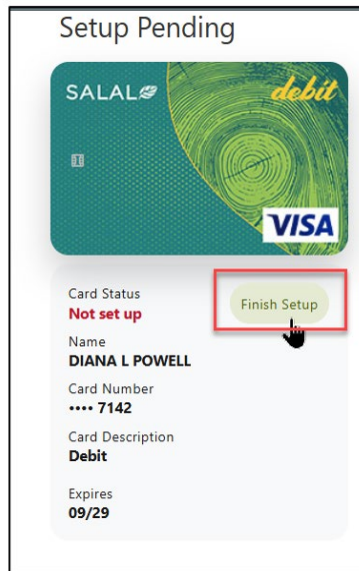 Setup Pending
SALAL
debit
VISA
Card Status
Not set up
Finish Setup
Name
DIANA L POWELL
Card Number
•••• 7142
Card Description
Debit
Expires
09/29